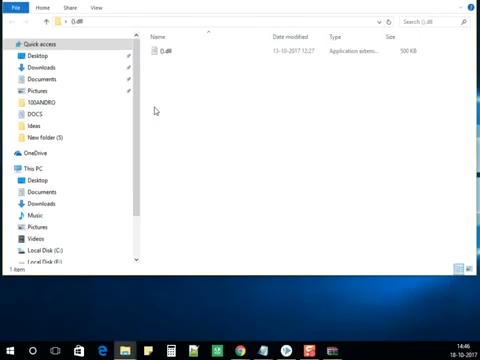 File Home Share View
().dll Search ().dll
Name Date modified Type Size
().dll 13-10-2017 12:27 Application exten... 500 KB
Quick access
Desktop
Downloads
Documents
Pictures
100ANDRO
DOCS
Ideas
New folder (5)
OneDrive
This PC
Desktop
Documents
Downloads
Music
Pictures
Videos
Local Disk (C:)
Local Disk (F:)
1 item
14:46
18-10-2017